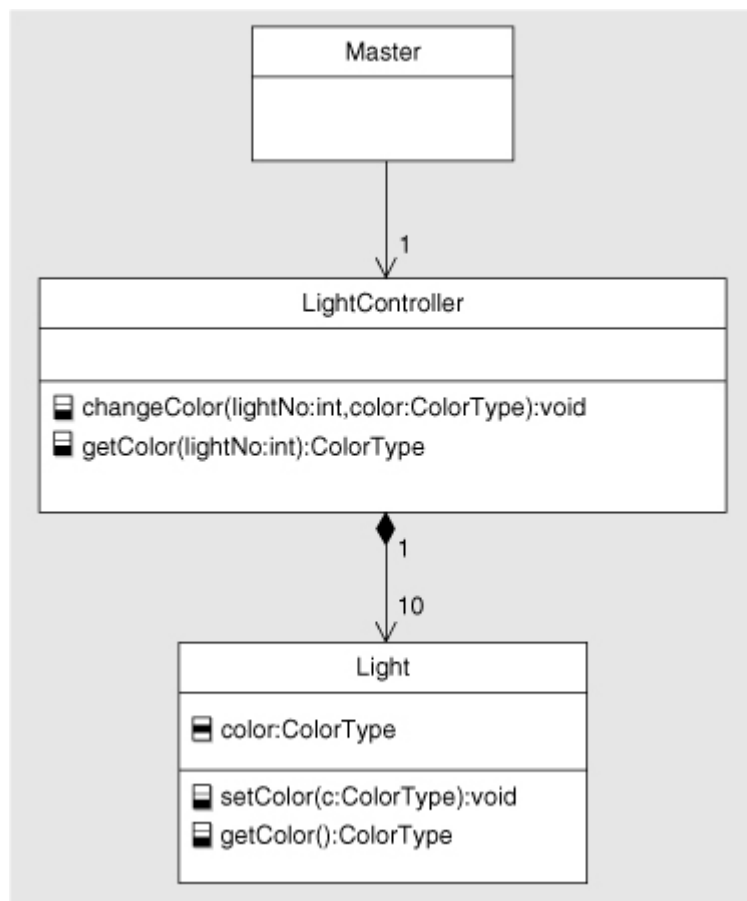 Master
1
LightController
changeColor(lightNo:int,color:ColorType):void
getColor(lightNo:int):ColorType
1
10
Light
color:ColorType
setColor(c:ColorType):void
getColor():ColorType